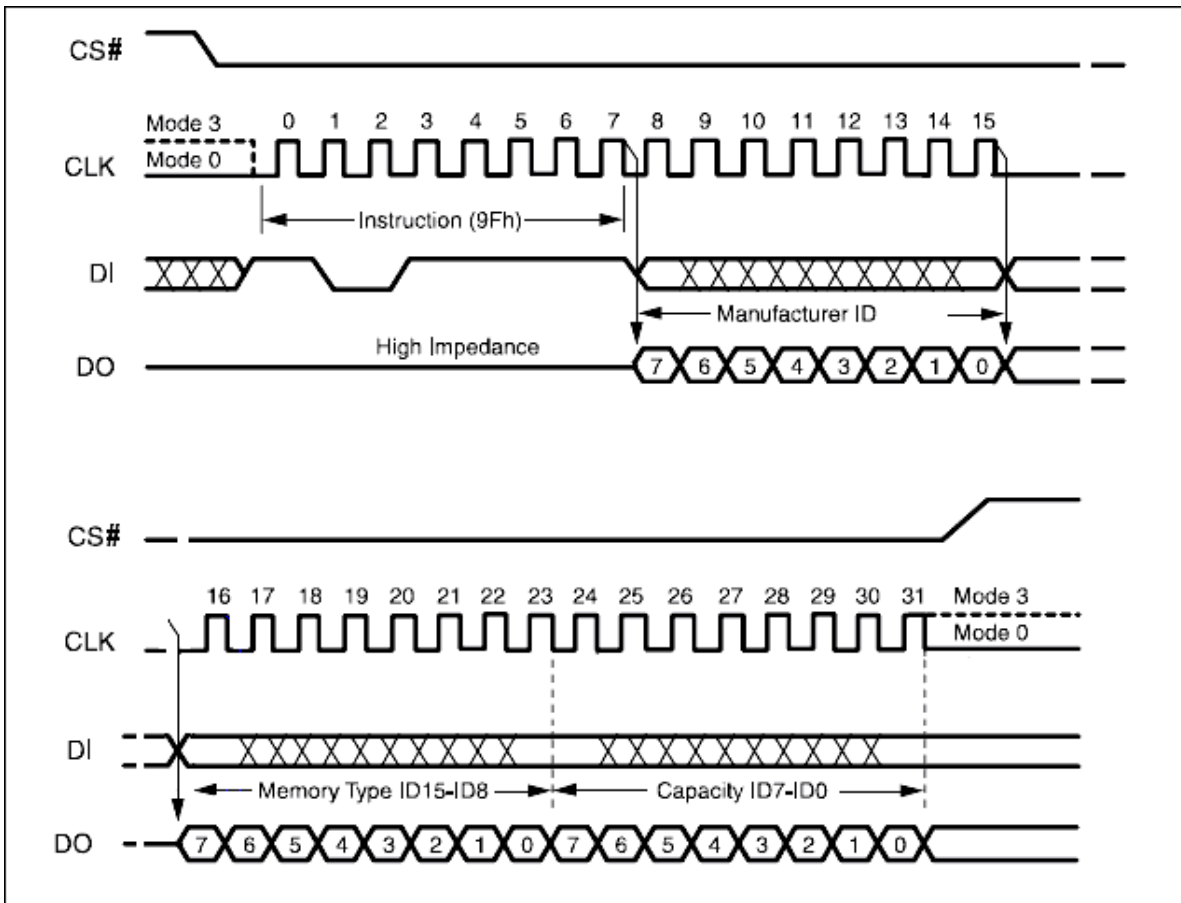 CS#
Mode 3
0 1 2 3 4 5 6 7 8 9 10 11 12 13 14 15
CLK
Mode 0
Instruction (9Fh)
DI
Manufacturer ID
High Impedance
DO
7 6 5 4 3 2 1 0
CS#
16 17 18 19 20 21 22 23 24 25 26 27 28 29 30 31
Mode 3
CLK
Mode 0
DI
Memory Type ID15-ID8
Capacity ID7-ID0
DO
7 6 5 4 3 2 1 0 7 6 5 4 3 2 1 0